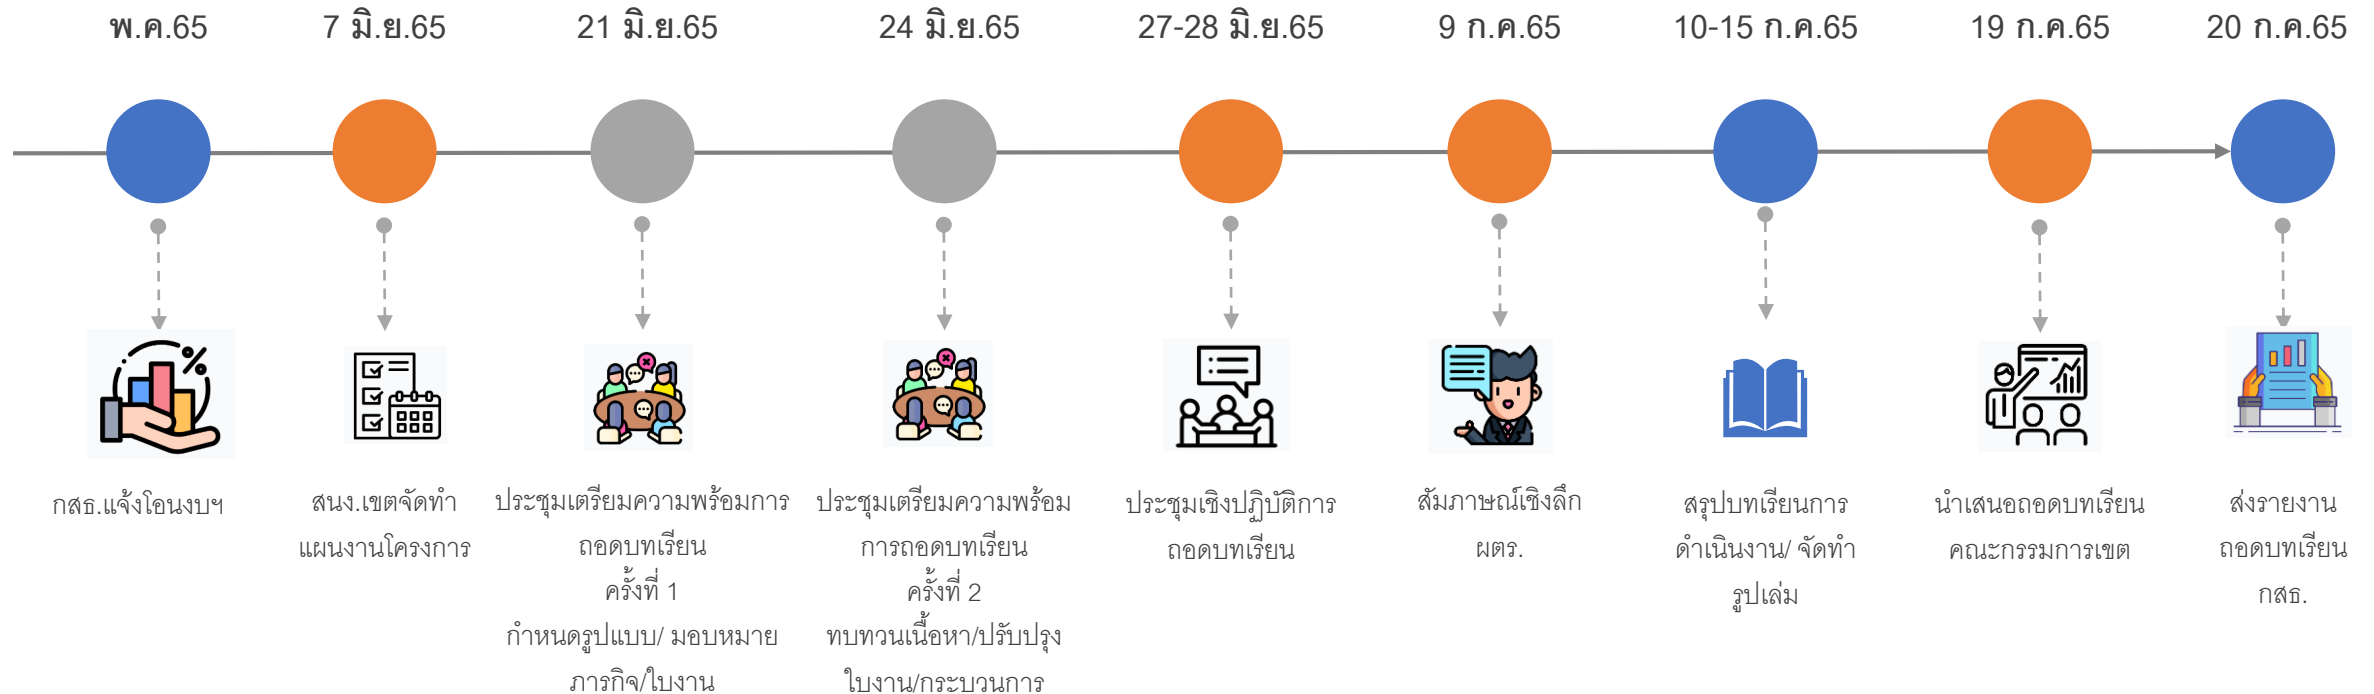 พ.ค.65
7 มิ.ย.65
21 มิ.ย.65
24 มิ.ย.65
27-28 มิ.ย.65
9 ก.ค.65
10-15 ก.ค.65
19 ก.ค.65
20 ก.ค.65
%
กสธ.แจ้งโอนงบฯ
สนง.เขตจัดทำ
แผนงานโครงการ
ประชุมเตรียมความพร้อมการ
ถอดบทเรียน
ครั้งที่ 1
กำหนดรูปแบบ/ มอบหมาย
ภารกิจ/ใบงาน
ประชุมเตรียมความพร้อม
การถอดบทเรียน
ครั้งที่ 2
ทบทวนเนื้อหา/ปรับปรุง
ใบงาน/กระบวนการ
ประชุมเชิงปฏิบัติการ
ถอดบทเรียน
สัมภาษณ์เชิงลึก
ผตร.
สรุปบทเรียนการ
ดำเนินงาน/ จัดทำ
รูปเล่ม
นำเสนอถอดบทเรียน
คณะกรรมการเขต
ส่งรายงาน
ถอดบทเรียน
กสธ.